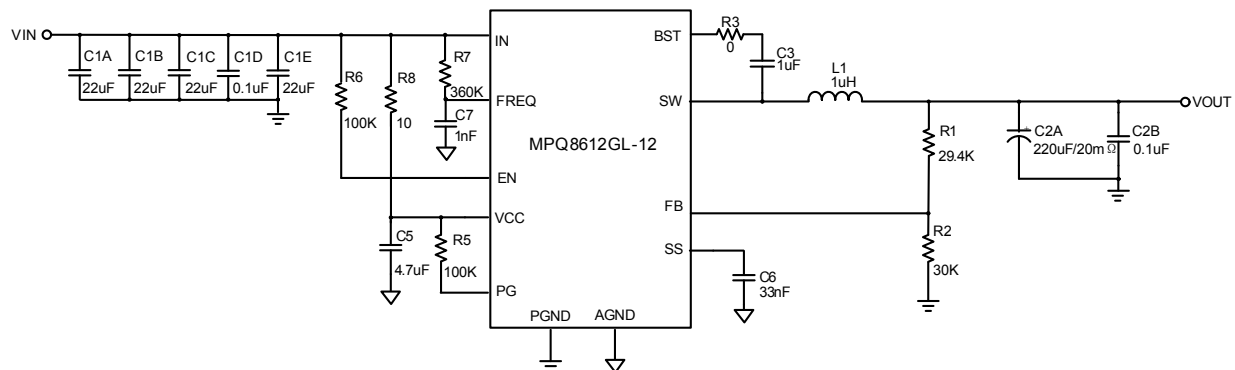 VIN
C1A
22uF
C1B
22uF
C1C
22uF
C1D
0.1uF
C1E
22uF
R6
100K
R8
10
R7
360K
C7
1nF
C5
4.7uF
R5
100K
IN
FREQ
EN
VCC
PG
MPQ8612GL-12
PGND
AGND
BST
SW
FB
SS
R3
0
C3
1uF
L1
1uH
C6
33nF
R1
29.4K
R2
30K
+
C2A
220uF/20mΩ
C2B
0.1uF
VOUT